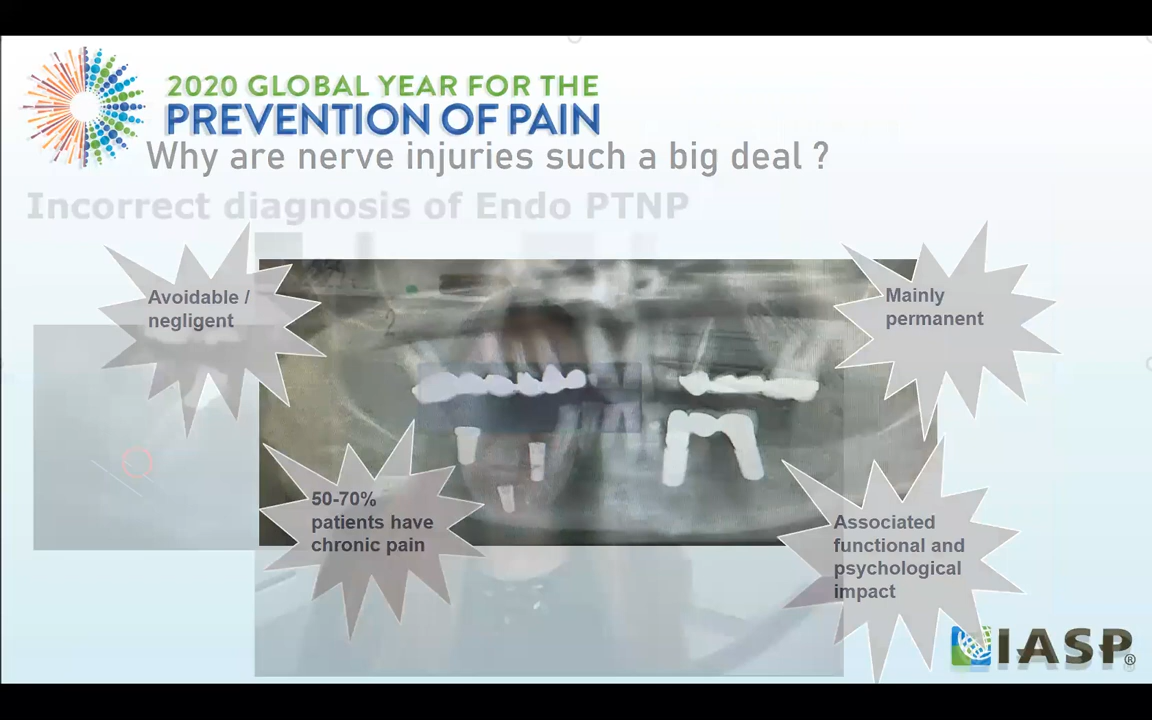 2020 GLOBAL YEAR FOR THE
PREVENTION OF PAIN
Why are nerve injuries such a big deal ?
Incorrect diagnosis of Endo PTNP
Avoidable /
negligent
Mainly
permanent
50-70%
patients have
chronic pain
Associated
functional and
psychological
impact
IASP®